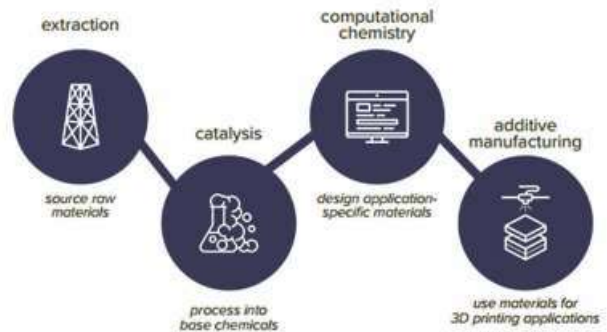 extraction
source raw
materials
catalysis
process into
base chemicals
computational
chemistry
design application-
specific materials
additive
manufacturing
use materials for
3D printing applications